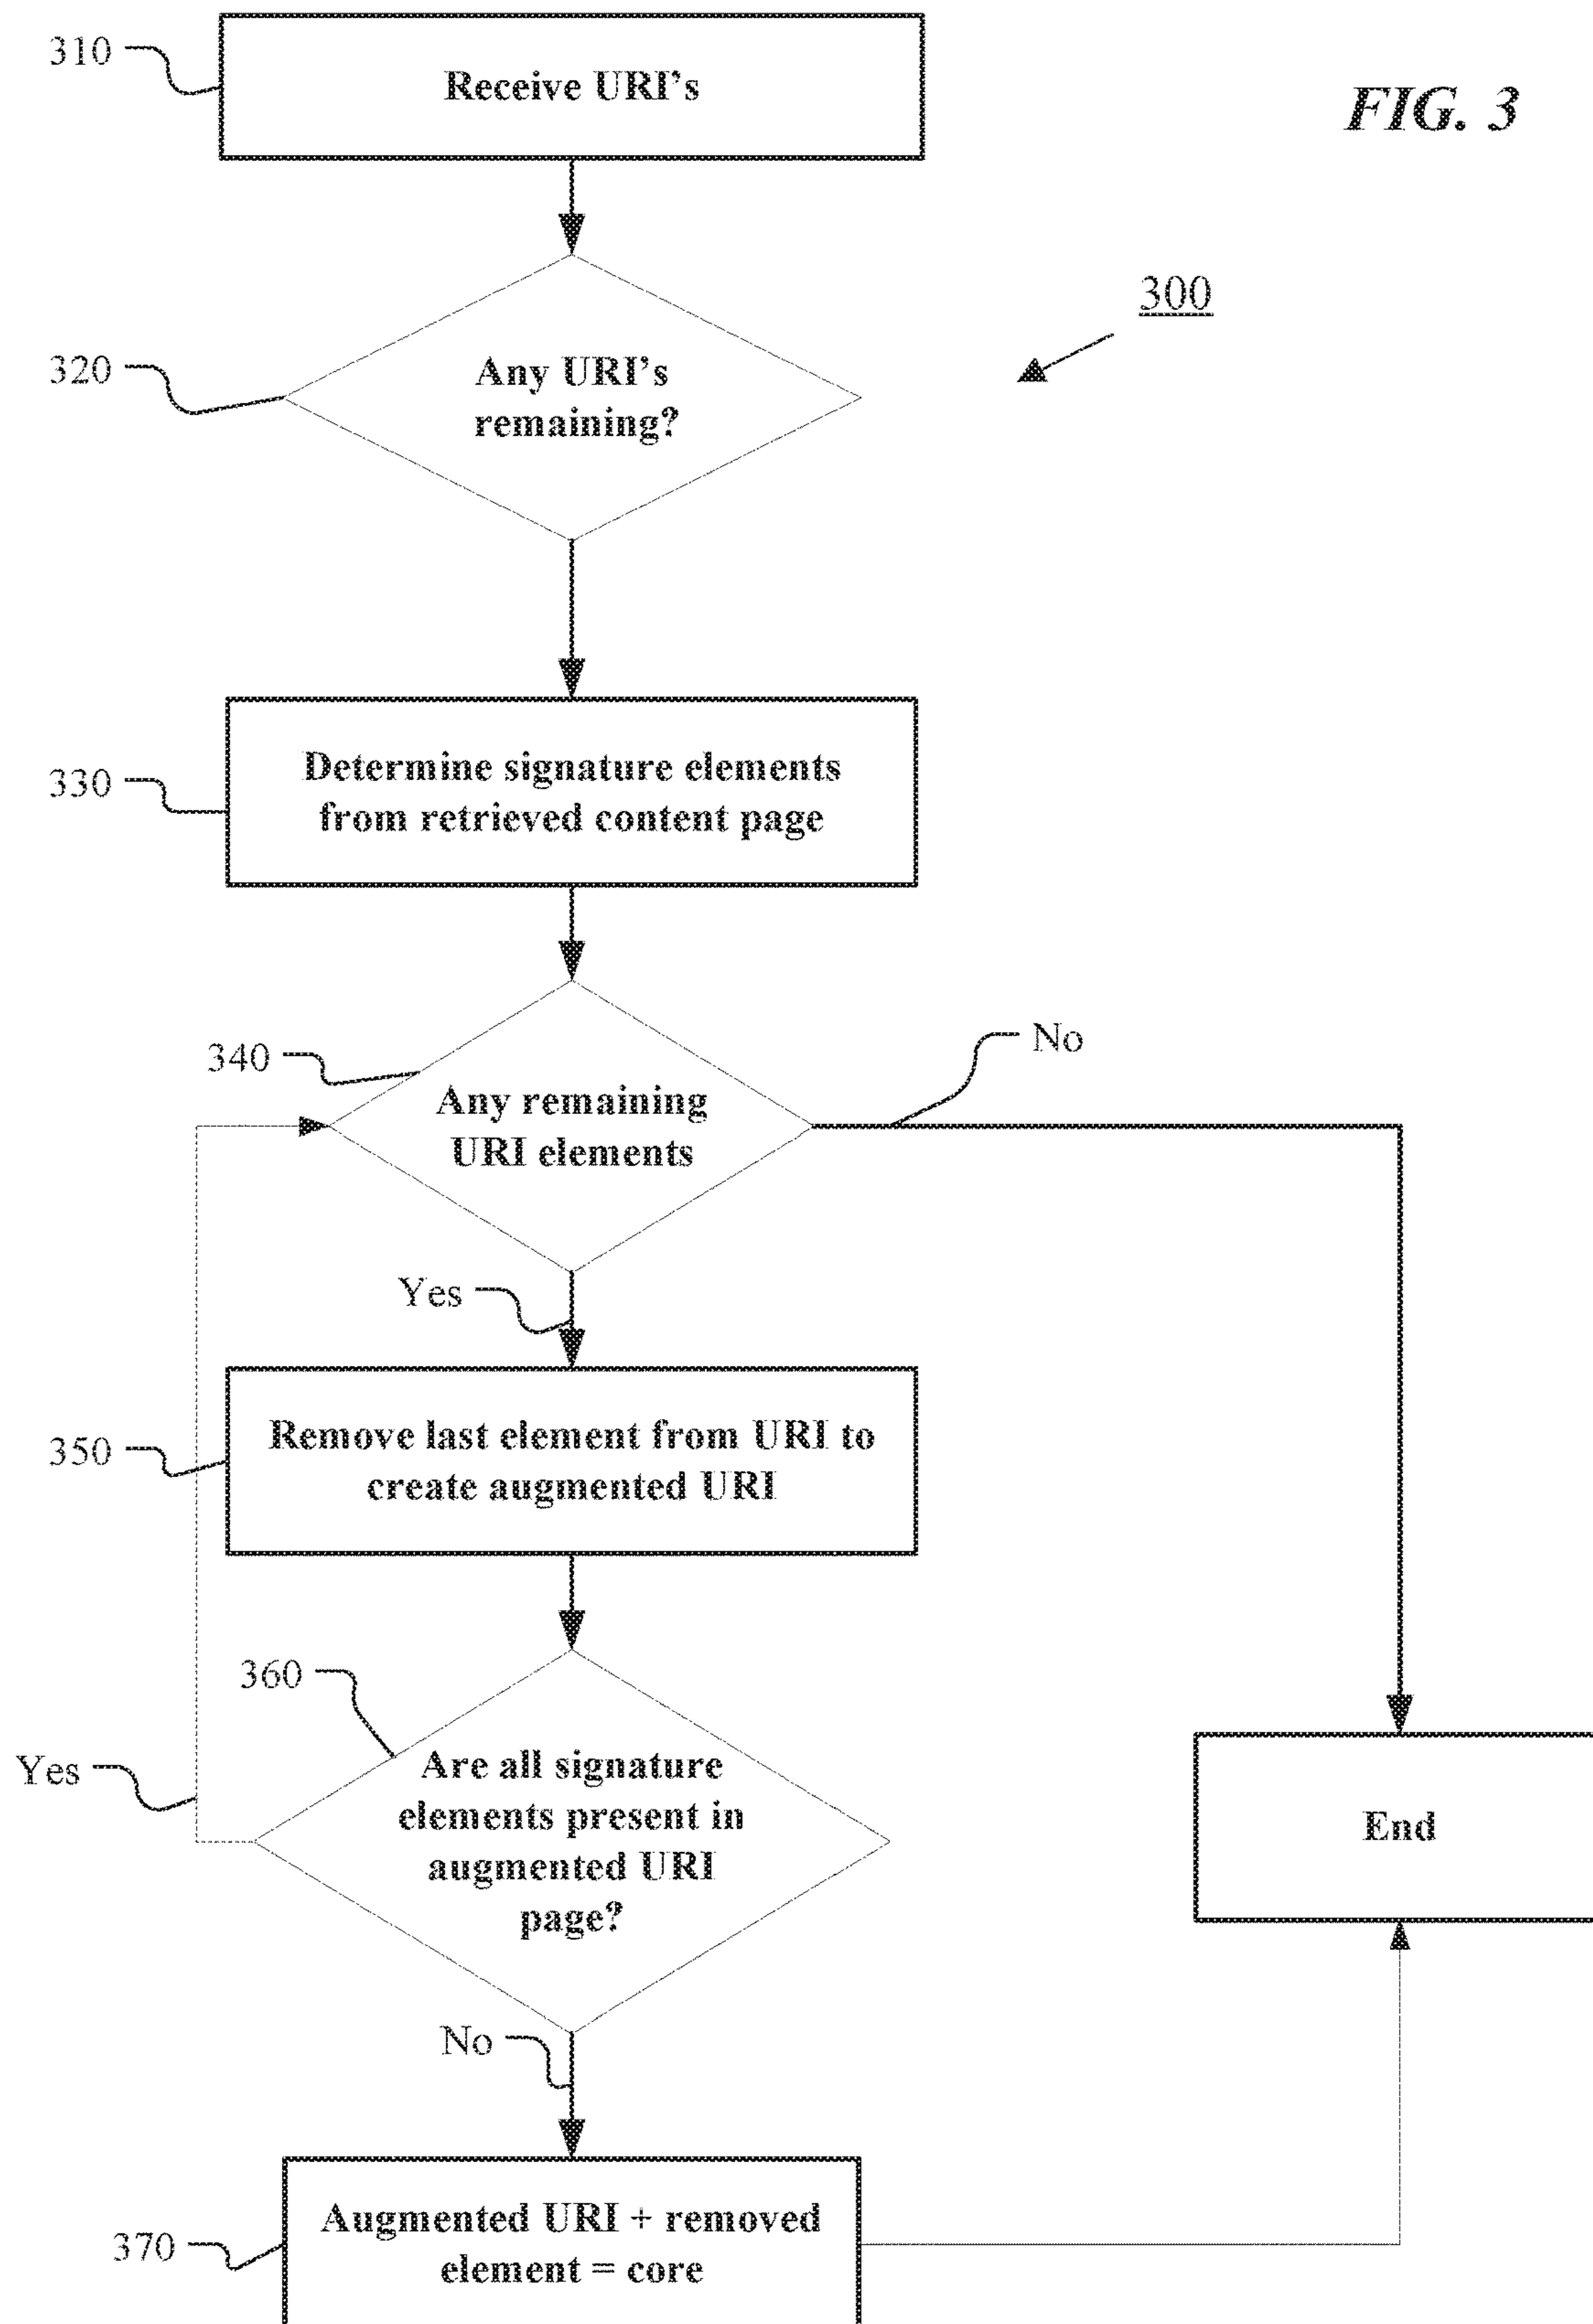 310
Receive URI's
FIG. 3
300
320
Any URI's
remaining?
330
Determine signature elements
from retrieved content page
340
Any remaining
URI elements
No
Yes
350
Remove last element from URI to
create augmented URI
360
Are all signature
elements present in
augmented URI
page?
Yes
End
No
370
Augmented URI + removed
element = core